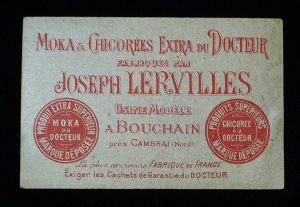 MOKA & CHICORÉES EXTRA DU DOCTEUR
FABRIQUÉS PAR
JOSEPH LERVILLES
USINE MODÈLE
A BOUCHAIN
près CAMBRAI (Nord)
PRODUIT EXTRA SUPÉRIEUR
MOKA
DU
DOCTEUR
MARQUE DÉPOSÉE
PRODUITS SUPÉRIEURS
CHICORÉE
DU
DOCTEUR
MARQUE DÉPOSÉE
La plus ancienne FABRIQUE de FRANCE
Exiger les Cachets de Garantie du DOCTEUR